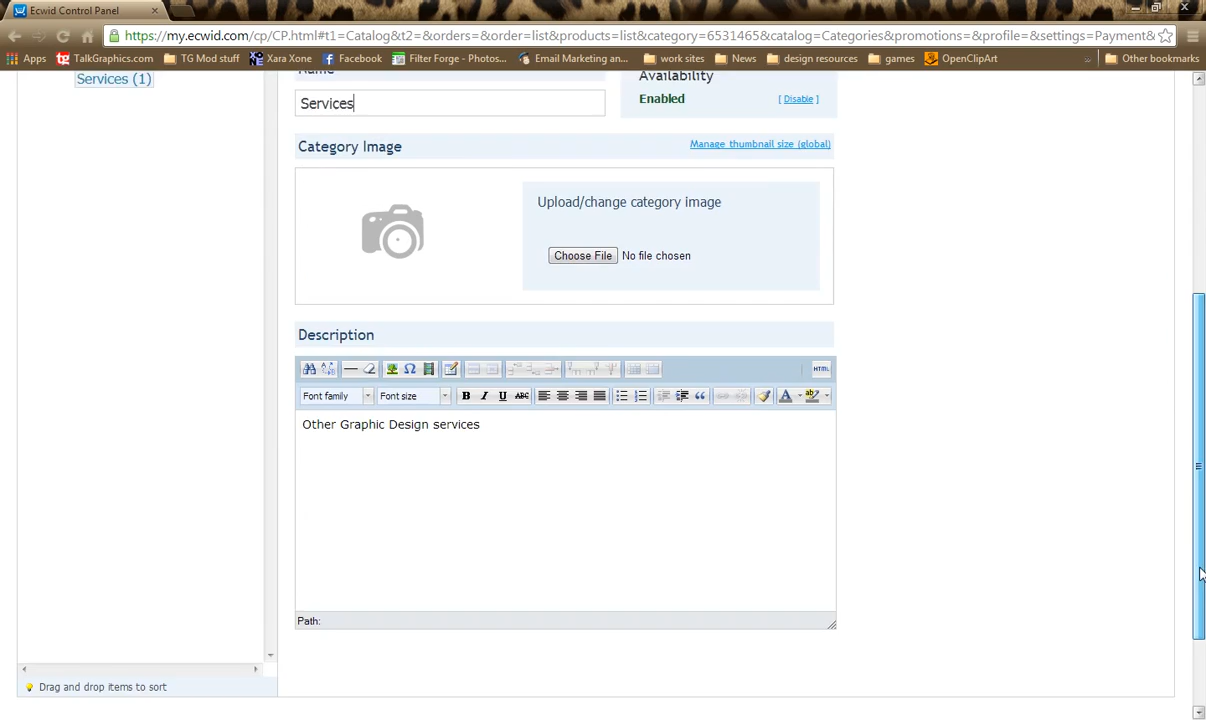 Ecwid Control Panel
https://my.ecwid.com/cp/CP.html#t1=Catalog&t2=&orders=&order=list&products=list&category=6531465&catalog=Categories&promotions=&profile=&settings=Payment&
Apps TalkGraphics.com TG Mod stuff Xara Xone Facebook Filter Forge - Photos... Email Marketing an... work sites News design resources games OpenClipArt » Other bookmarks
Services (1)
Name
Availability
Services
Enabled [ Disable ]
Category Image Manage thumbnail size (global)
Upload/change category image
Choose File No file chosen
Description
HTML
Font family Font size B I U ABC A ab
Other Graphic Design services
Path:
Drag and drop items to sort